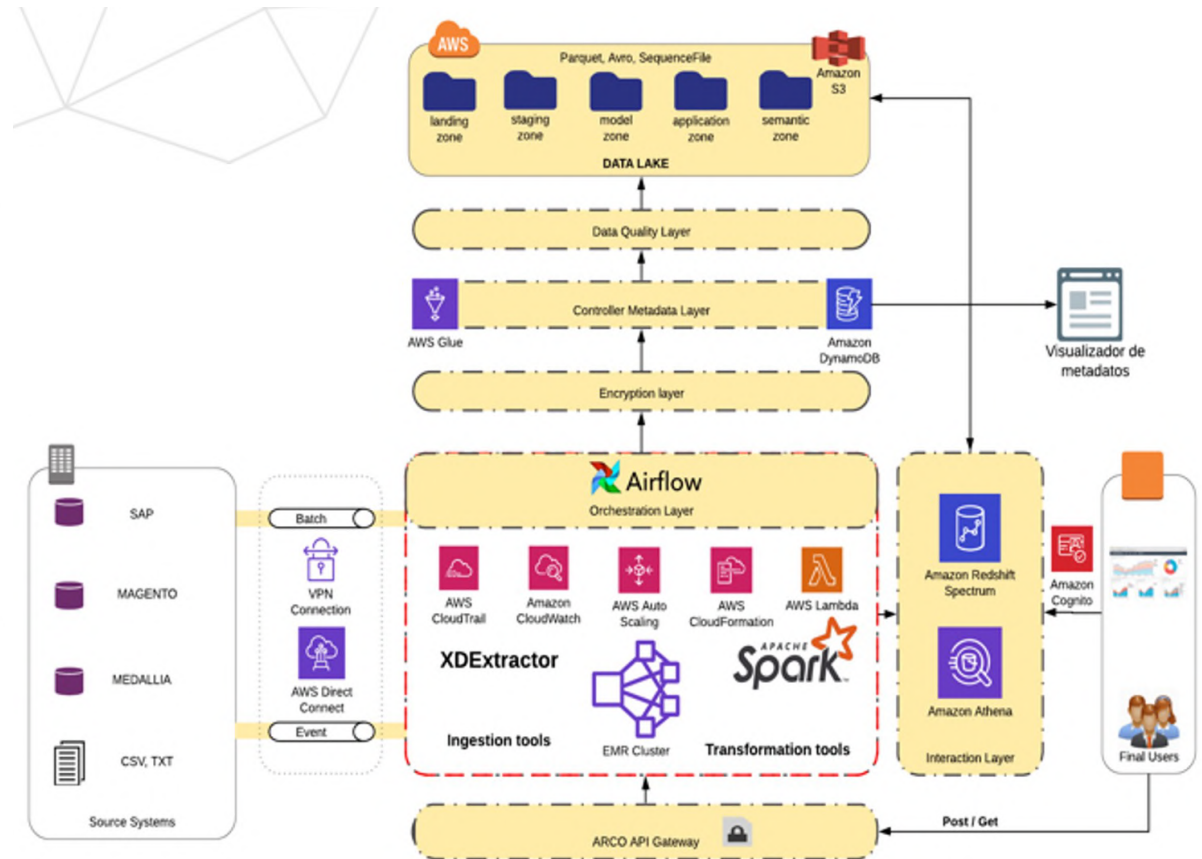 AWS
Parquet, Avro, SequenceFile
Amazon
S3
landing
zone
staging
zone
model
zone
application
zone
semantic
zone
DATA LAKE
Data Quality Layer
Controller Metadata Layer
AWS Glue
Amazon
DynamoDB
Visualizador de
metadatos
Encryption layer
Airflow
Orchestration Layer
SAP
MAGENTO
MEDALLIA
CSV, TXT
Source Systems
Batch
VPN
Connection
AWS Direct
Connect
Event
AWS
CloudTrail
Amazon
CloudWatch
AWS Auto
Scaling
AWS
CloudFormation
AWS Lambda
XDExtractor
APACHE
Spark
Ingestion tools
EMR Cluster
Transformation tools
Amazon Redshift
Spectrum
Amazon Athena
Interaction Layer
Amazon
Cognito
Final Users
Post / Get
ARCO API Gateway